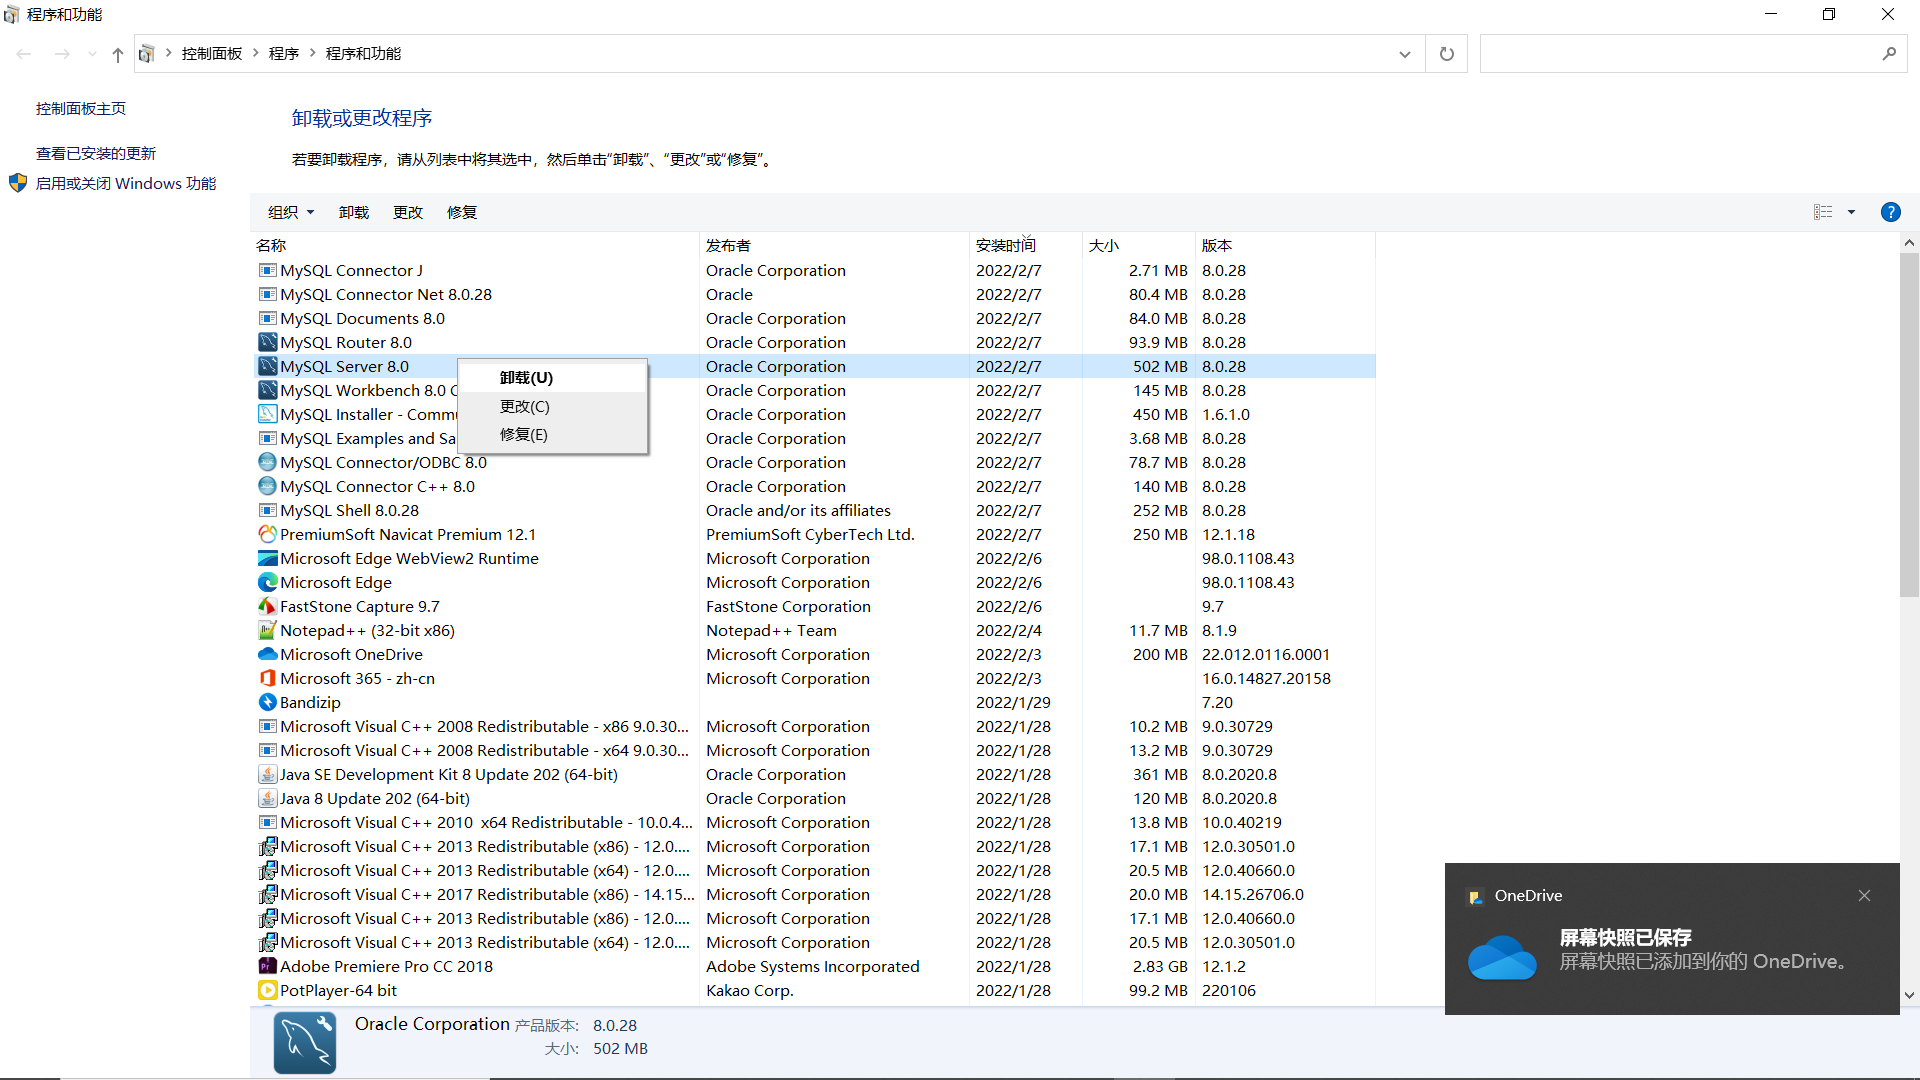 程序和功能
控制面板 程序 程序和功能
控制面板主页
查看已安装的更新
启用或关闭 Windows 功能
卸载或更改程序
若要卸载程序，请从列表中将其选中，然后单击“卸载”、“更改”或“修复”。
组织 卸载 更改 修复
名称 发布者 安装时间 大小 版本
MySQL Connector J Oracle Corporation 2022/2/7 2.71 MB 8.0.28
MySQL Connector Net 8.0.28 Oracle 2022/2/7 80.4 MB 8.0.28
MySQL Documents 8.0 Oracle Corporation 2022/2/7 84.0 MB 8.0.28
MySQL Router 8.0 Oracle Corporation 2022/2/7 93.9 MB 8.0.28
MySQL Server 8.0 Oracle Corporation 2022/2/7 502 MB 8.0.28
卸载(U)
更改(C)
修复(E)
MySQL Workbench 8.0 C Oracle Corporation 2022/2/7 145 MB 8.0.28
MySQL Installer - Commu Oracle Corporation 2022/2/7 450 MB 1.6.1.0
MySQL Examples and Sa Oracle Corporation 2022/2/7 3.68 MB 8.0.28
MySQL Connector/ODBC 8.0 Oracle Corporation 2022/2/7 78.7 MB 8.0.28
MySQL Connector C++ 8.0 Oracle Corporation 2022/2/7 140 MB 8.0.28
MySQL Shell 8.0.28 Oracle and/or its affiliates 2022/2/7 252 MB 8.0.28
PremiumSoft Navicat Premium 12.1 PremiumSoft CyberTech Ltd. 2022/2/7 250 MB 12.1.18
Microsoft Edge WebView2 Runtime Microsoft Corporation 2022/2/6 98.0.1108.43
Microsoft Edge Microsoft Corporation 2022/2/6 98.0.1108.43
FastStone Capture 9.7 FastStone Corporation 2022/2/6 9.7
Notepad++ (32-bit x86) Notepad++ Team 2022/2/4 11.7 MB 8.1.9
Microsoft OneDrive Microsoft Corporation 2022/2/3 200 MB 22.012.0116.0001
Microsoft 365 - zh-cn Microsoft Corporation 2022/2/3 16.0.14827.20158
Bandizip 2022/1/29 7.20
Microsoft Visual C++ 2008 Redistributable - x86 9.0.30... Microsoft Corporation 2022/1/28 10.2 MB 9.0.30729
Microsoft Visual C++ 2008 Redistributable - x64 9.0.30... Microsoft Corporation 2022/1/28 13.2 MB 9.0.30729
Java SE Development Kit 8 Update 202 (64-bit) Oracle Corporation 2022/1/28 361 MB 8.0.2020.8
Java 8 Update 202 (64-bit) Oracle Corporation 2022/1/28 120 MB 8.0.2020.8
Microsoft Visual C++ 2010  x64 Redistributable - 10.0.4... Microsoft Corporation 2022/1/28 13.8 MB 10.0.40219
Microsoft Visual C++ 2013 Redistributable (x86) - 12.0.... Microsoft Corporation 2022/1/28 17.1 MB 12.0.30501.0
Microsoft Visual C++ 2013 Redistributable (x64) - 12.0.... Microsoft Corporation 2022/1/28 20.5 MB 12.0.40660.0
Microsoft Visual C++ 2017 Redistributable (x86) - 14.15... Microsoft Corporation 2022/1/28 20.0 MB 14.15.26706.0
Microsoft Visual C++ 2013 Redistributable (x86) - 12.0.... Microsoft Corporation 2022/1/28 17.1 MB 12.0.40660.0
Microsoft Visual C++ 2013 Redistributable (x64) - 12.0.... Microsoft Corporation 2022/1/28 20.5 MB 12.0.30501.0
Adobe Premiere Pro CC 2018 Adobe Systems Incorporated 2022/1/28 2.83 GB 12.1.2
PotPlayer-64 bit Kakao Corp. 2022/1/28 99.2 MB 220106
OneDrive
屏幕快照已保存
屏幕快照已添加到你的 OneDrive。
Oracle Corporation 产品版本: 8.0.28
大小: 502 MB